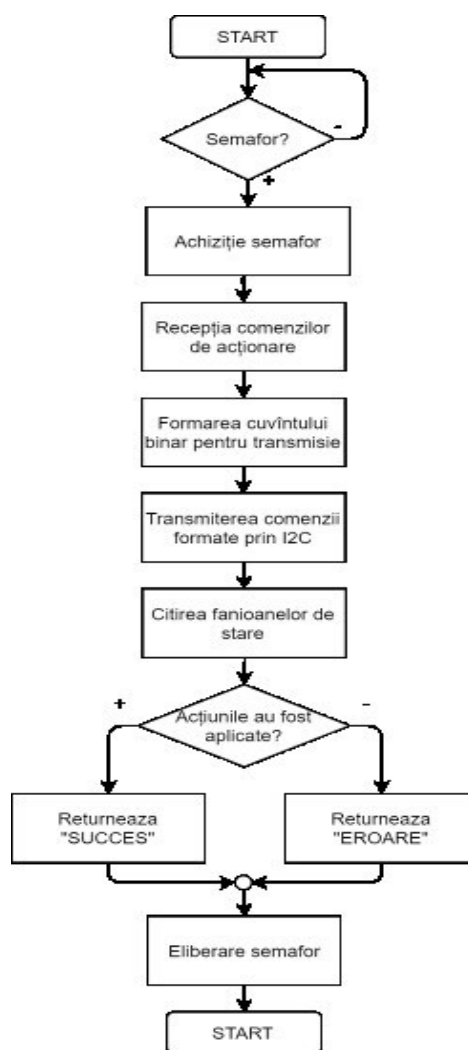 START
Semafor?
-
+
Achiziție semafor
Recepția comenzilor
de acționare
Formarea cuvîntului
binar pentru transmisie
Transmiterea comenzii
formate prin I2C
Citirea fanioanelor de
stare
+
-
Acțiunile au fost
aplicate?
Returneaza
"SUCCES"
Returneaza
"EROARE"
Eliberare semafor
START